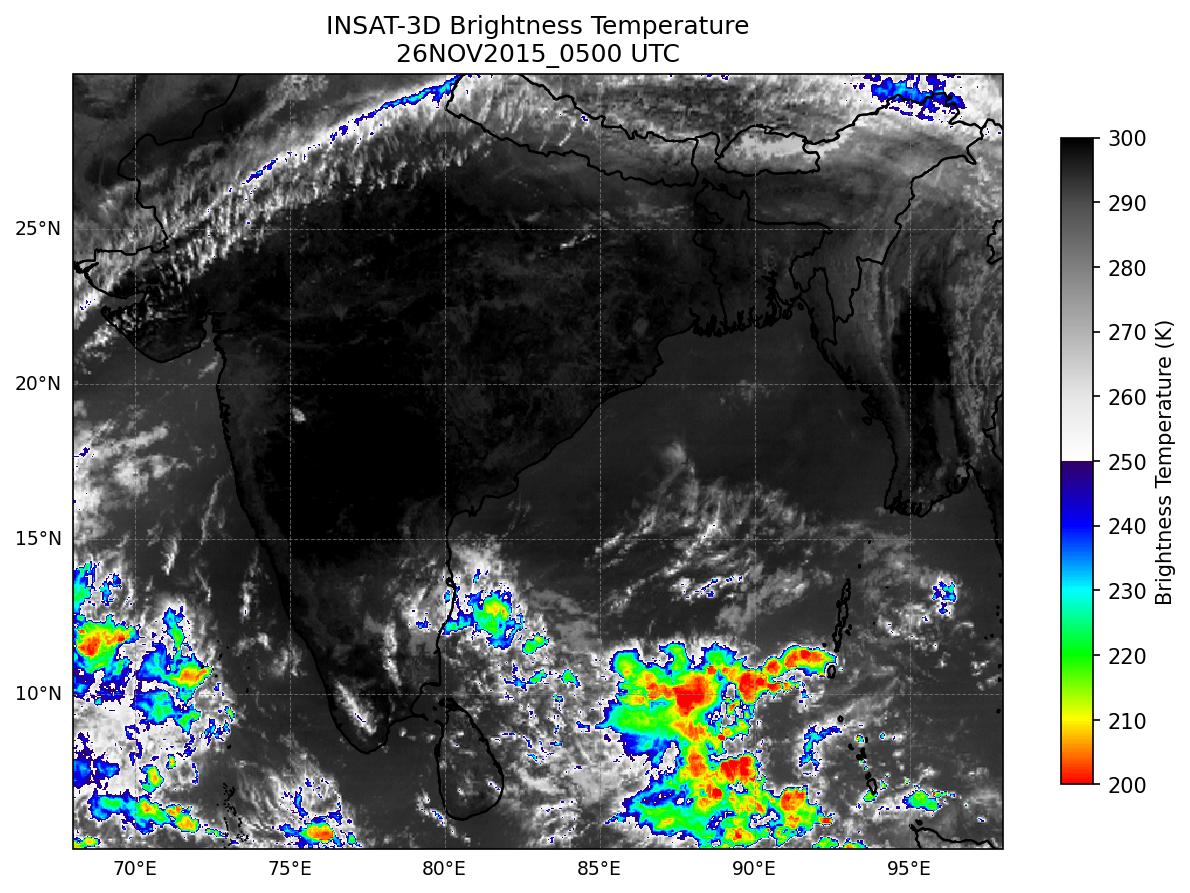 INSAT-3D Brightness Temperature
26NOV2015_0500 UTC
25°N
20°N
15°N
10°N
70°E
75°E
80°E
85°E
90°E
95°E
300
290
280
270
260
250
240
230
220
210
200
Brightness Temperature (K)